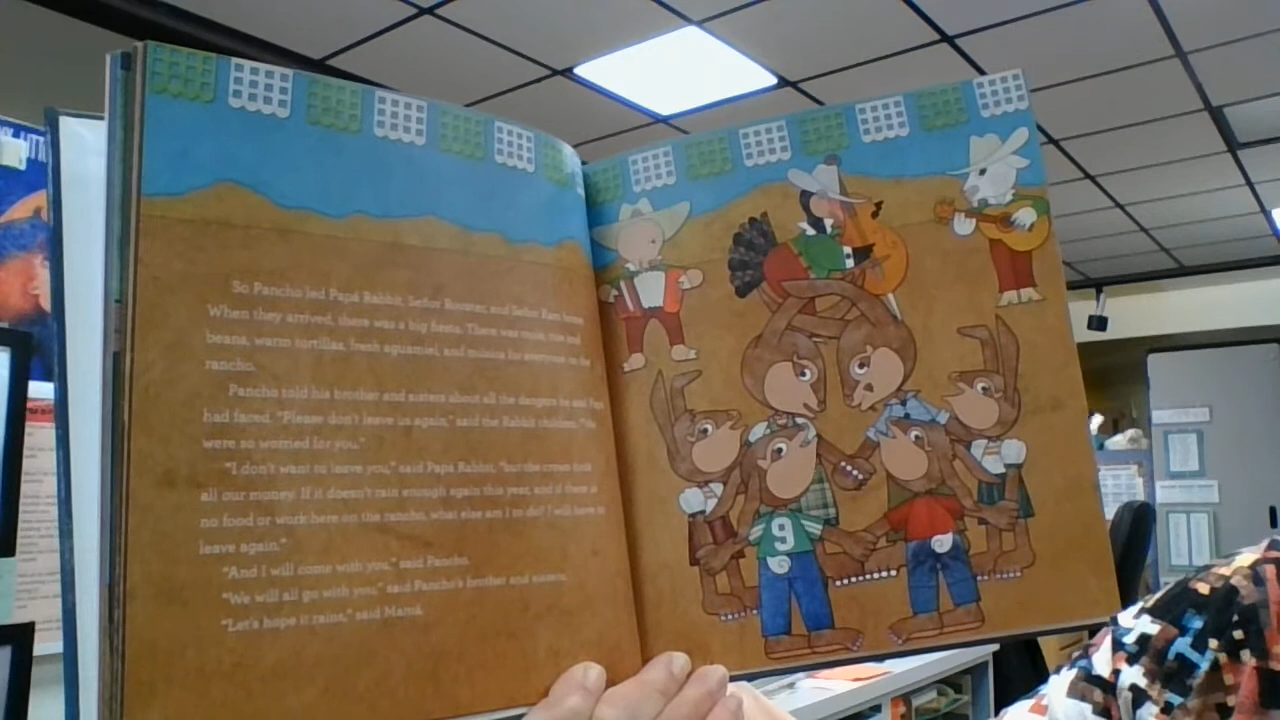 So Pancho led Papá Rabbit, Señor Rooster, and Señor Ram home.
When they arrived, there was a big fiesta. There was music, rice and
beans, warm tortillas, fresh aguamiel, and música for everyone on the
rancho.
Pancho told his brother and sisters about all the dangers he and Papá
had faced. "Please don't leave us again," said the Rabbit children. "We
were so worried for you."
"I don't want to leave you," said Papá Rabbit, "but the crows took
all our money. If it doesn't rain enough again this year, and if there is
no food or work here on the rancho, what else am I to do? I will have to
leave again."
"And I will come with you," said Pancho.
"We will all go with you," said Pancho's brother and sisters.
"Let's hope it rains," said Mamá.
9